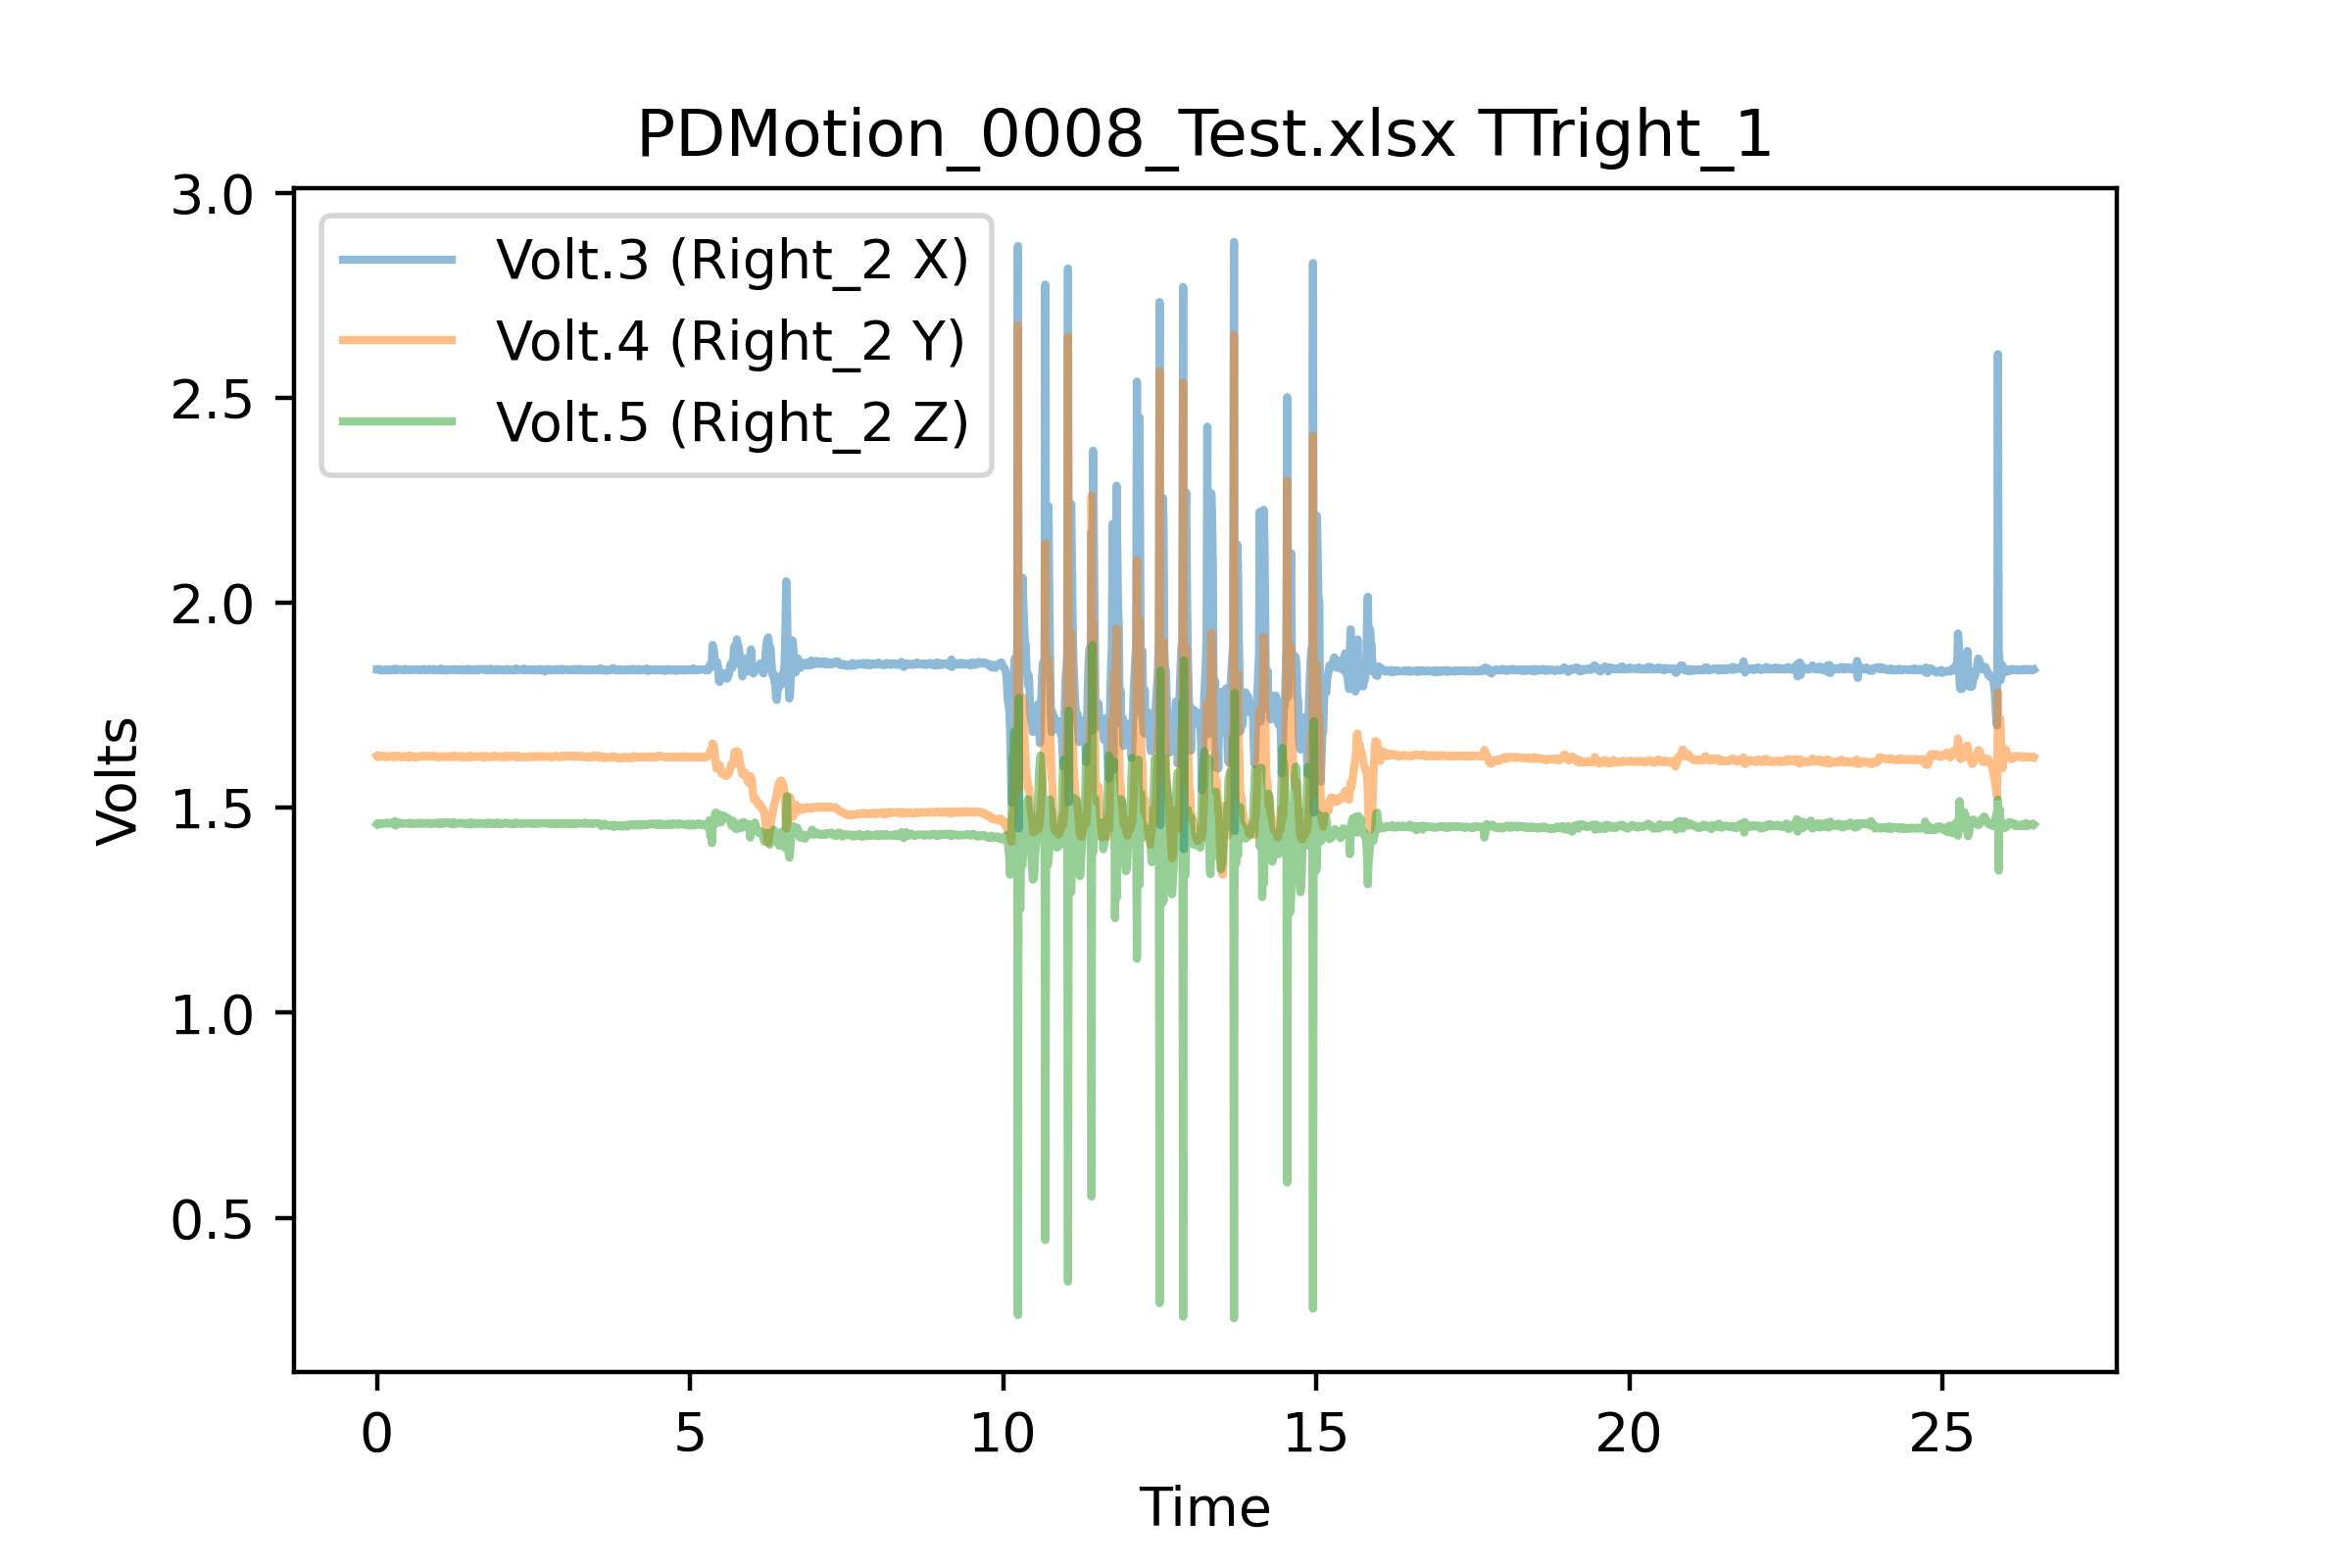 PDMotion_0008_Test.xlsx TTright_1
3.0
2.5
2.0
1.5
1.0
0.5
Volts
Volt.3 (Right_2 X)
Volt.4 (Right_2 Y)
Volt.5 (Right_2 Z)
0 5 10 15 20 25
Time